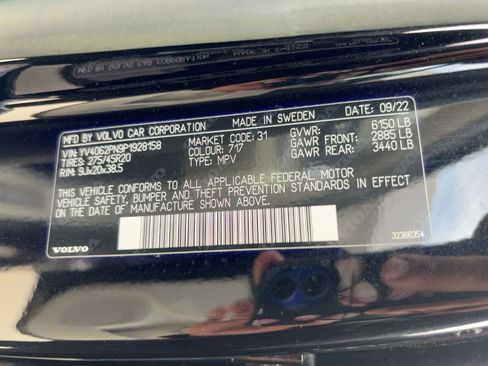 MFD BY VOLVO CAR CORPORATION MADE IN SWEDEN 09/22
VIN: YV4062PN9P1928158 MARKET CODE: 31 GVWR: 6150 LB
TIRES: 275/45R20 COLOUR: 717 GAWR FRONT: 2885 LB
RIM: 9Jx20x38.5 TYPE: MPV GAWR REAR: 3440 LB
THIS VEHICLE CONFORMS TO ALL APPLICABLE FEDERAL MOTOR
VEHICLE SAFETY, BUMPER AND THEFT PREVENTION STANDARDS IN
EFFECT ON THE DATE OF MANUFACTURE SHOWN ABOVE.
VOLVO 32366354